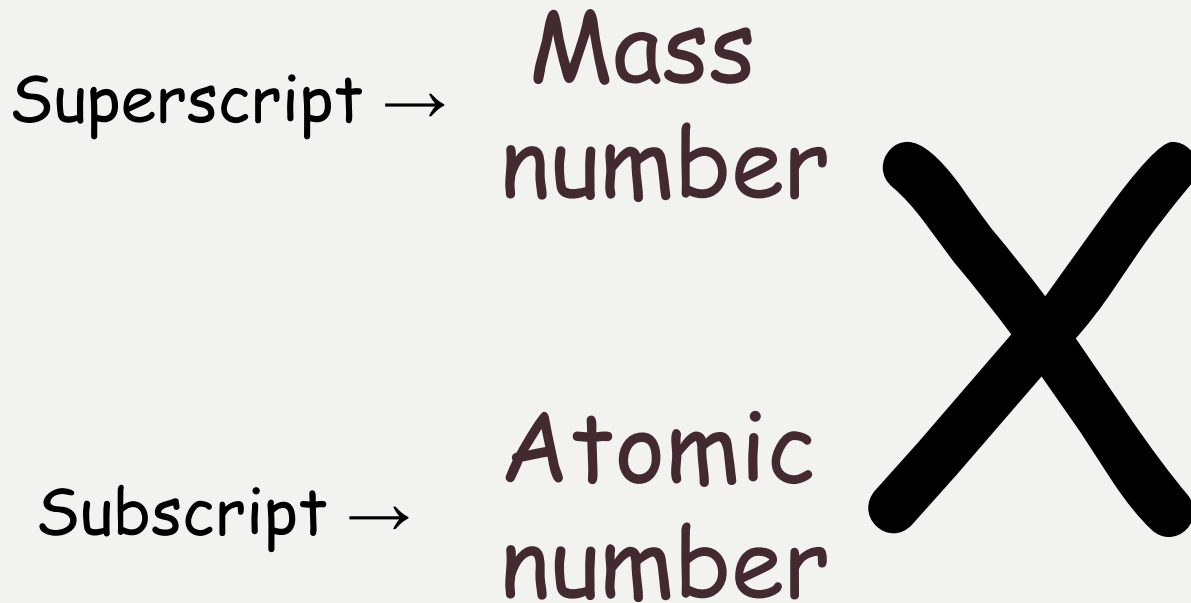 Mass
Superscript →
number
X
Atomic
Subscript →
number